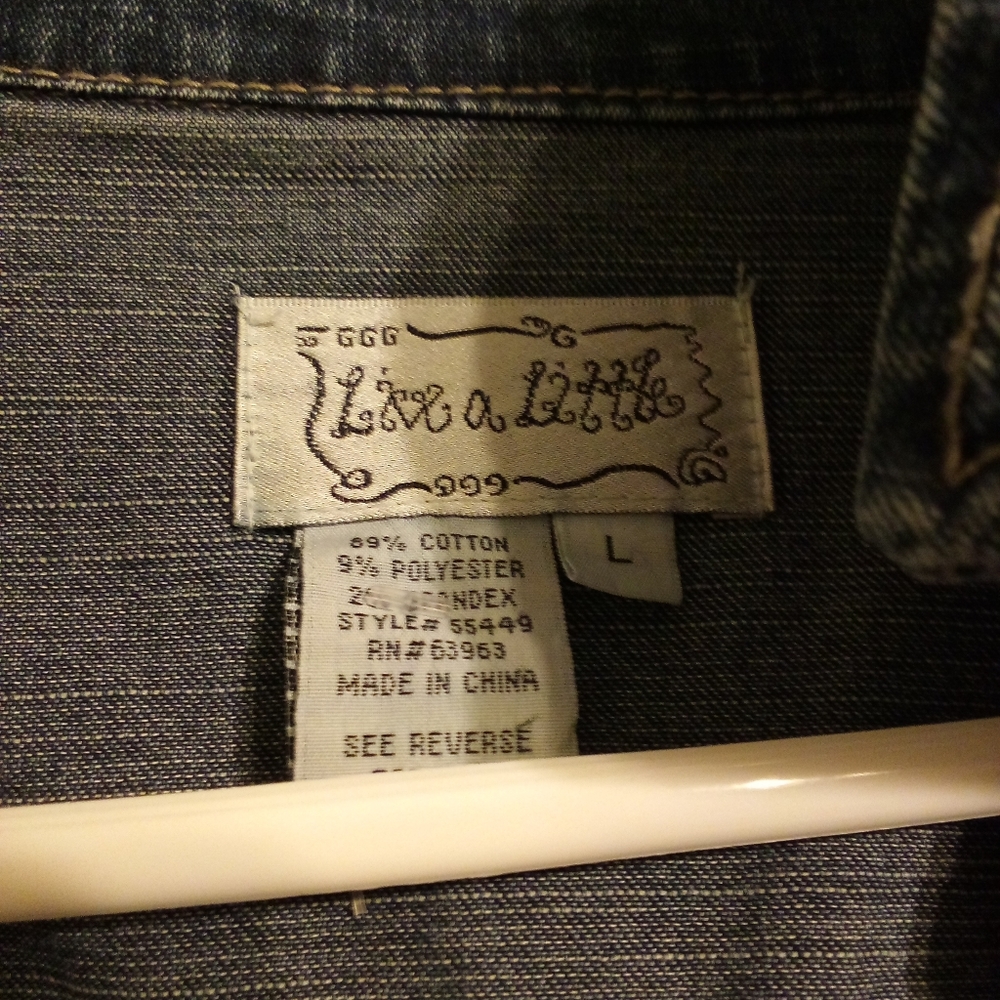 Live a Little
L
89% COTTON
9% POLYESTER
STYLE# 55449
RN#63963
MADE IN CHINA
SEE REVERSE